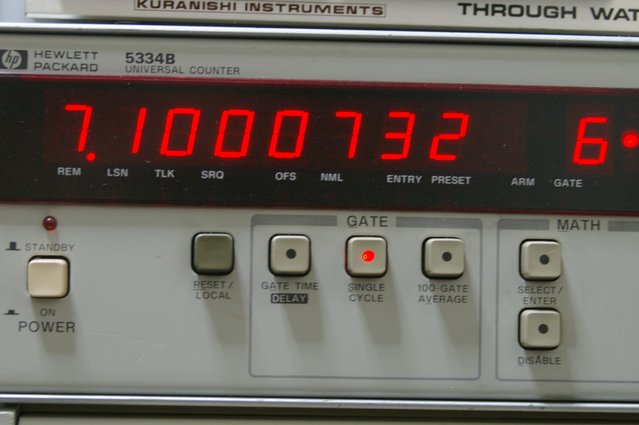 KURANISHI INSTRUMENTS
THROUGH WAT
hp HEWLETT PACKARD
5334B
UNIVERSAL COUNTER
7.1000732 6
REM LSN TLK SRQ OFS NML ENTRY PRESET ARM GATE
GATE
MATH
STANDBY
ON
POWER
RESET/
LOCAL
GATE TIME
DELAY
SINGLE
CYCLE
100-GATE
AVERAGE
SELECT/
ENTER
DISABLE